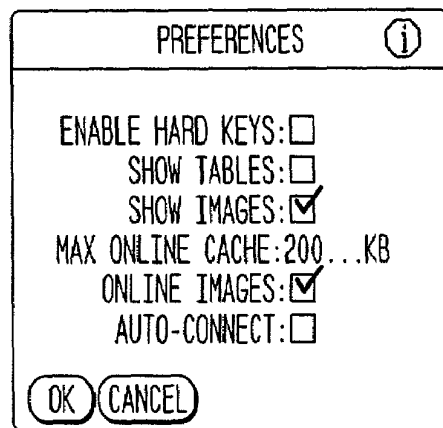 PREFERENCES i
ENABLE HARD KEYS:
SHOW TABLES:
SHOW IMAGES:
MAX ONLINE CACHE:200...KB
ONLINE IMAGES:
AUTO-CONNECT:
OK CANCEL